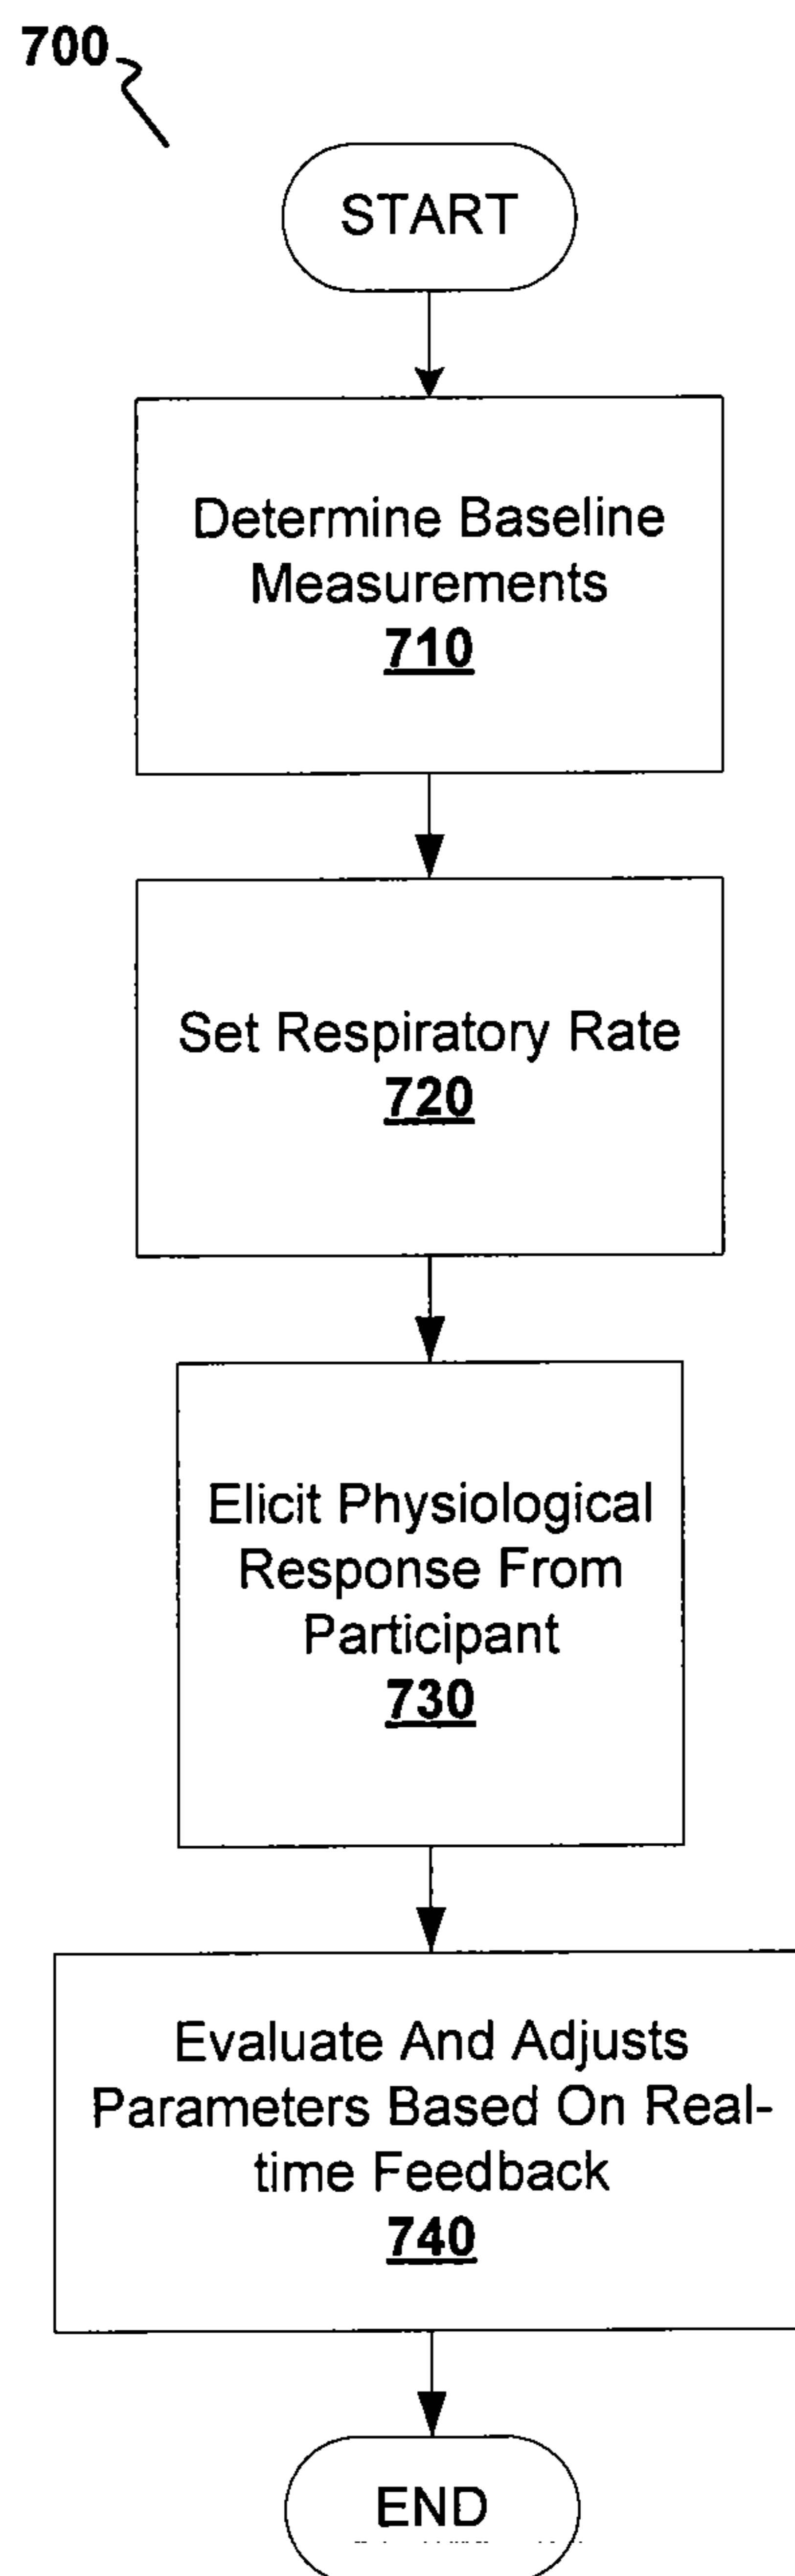 700
START
Determine Baseline
Measurements
710
Set Respiratory Rate
720
Elicit Physiological
Response From
Participant
730
Evaluate And Adjusts
Parameters Based On Real-
time Feedback
740
END